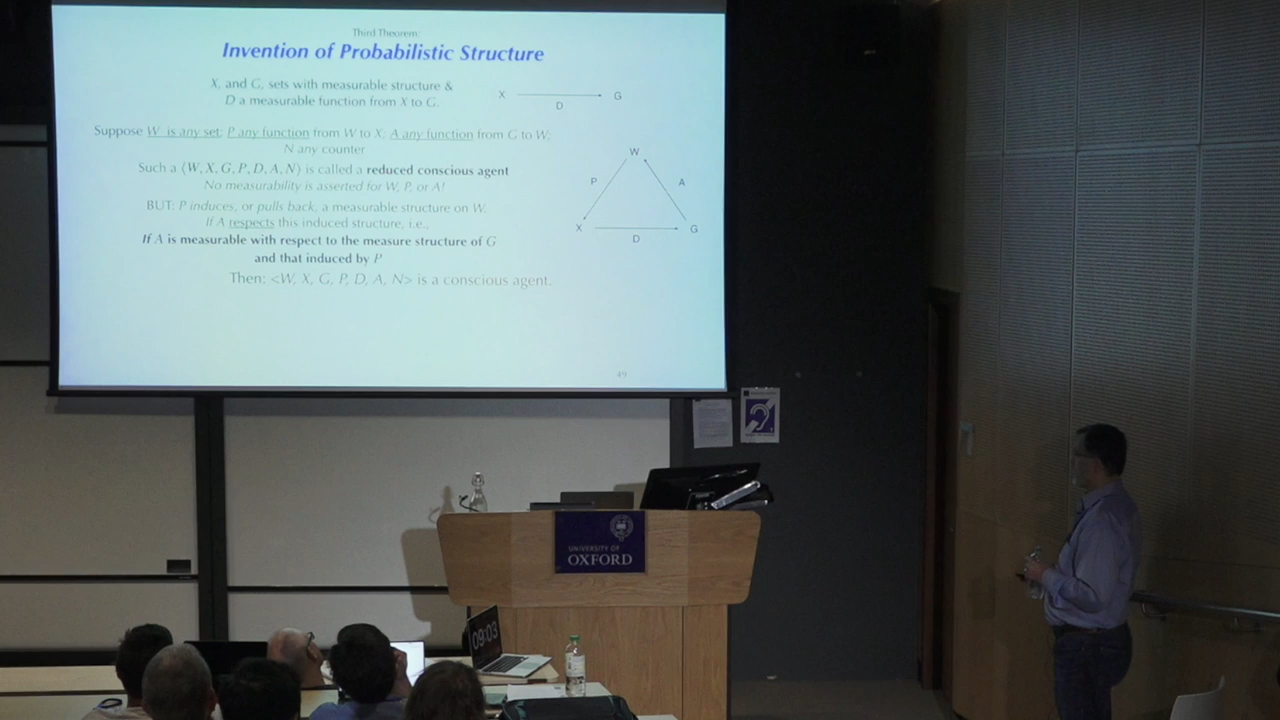 Third Theorem:
Invention of Probabilistic Structure
X, and G, sets with measurable structure &
D a measurable function from X to G.
X
D
G
Suppose W is any set; P any function from W to X; A any function from G to W;
N any counter
Such a ⟨W, X, G, P, D, A, N⟩ is called a reduced conscious agent
No measurability is asserted for W, P, or A!
BUT: P induces, or pulls back, a measurable structure on W.
If A respects this induced structure, i.e.,
If A is measurable with respect to the measure structure of G
and that induced by P
Then: <W, X, G, P, D, A, N> is a conscious agent.
W
P
A
X
D
G
49
UNIVERSITY OF
OXFORD
09:03